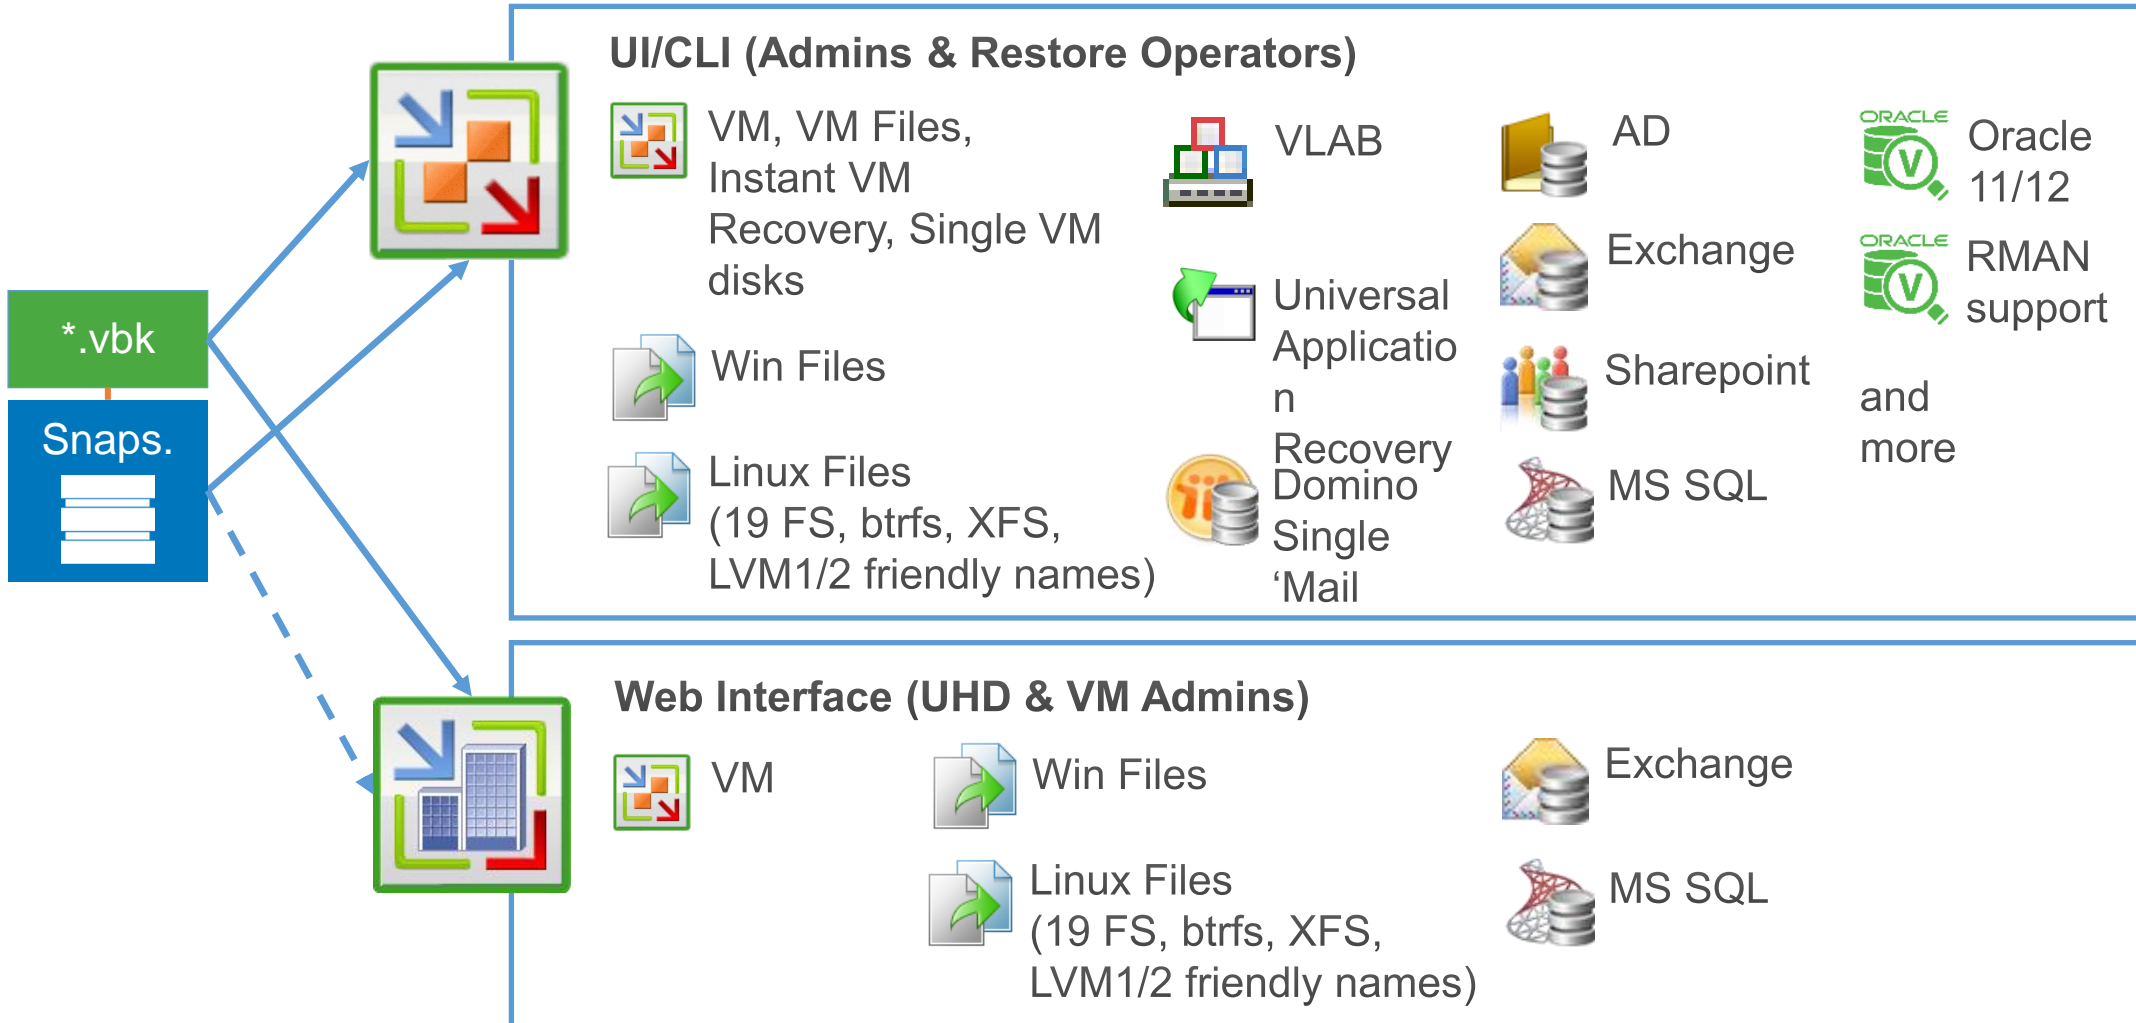 *.vbk
Snaps.
UI/CLI (Admins & Restore Operators)
VM, VM Files,
Instant VM
Recovery, Single VM
disks
Win Files
Linux Files
(19 FS, btrfs, XFS,
LVM1/2 friendly names)
VLAB
Universal
Applicatio
n
Recovery
Domino
Single
‘Mail
AD
Exchange
Sharepoint
MS SQL
ORACLE
V
Oracle
11/12
ORACLE
V
RMAN
support
and
more
Web Interface (UHD & VM Admins)
VM
Win Files
Linux Files
(19 FS, btrfs, XFS,
LVM1/2 friendly names)
Exchange
MS SQL